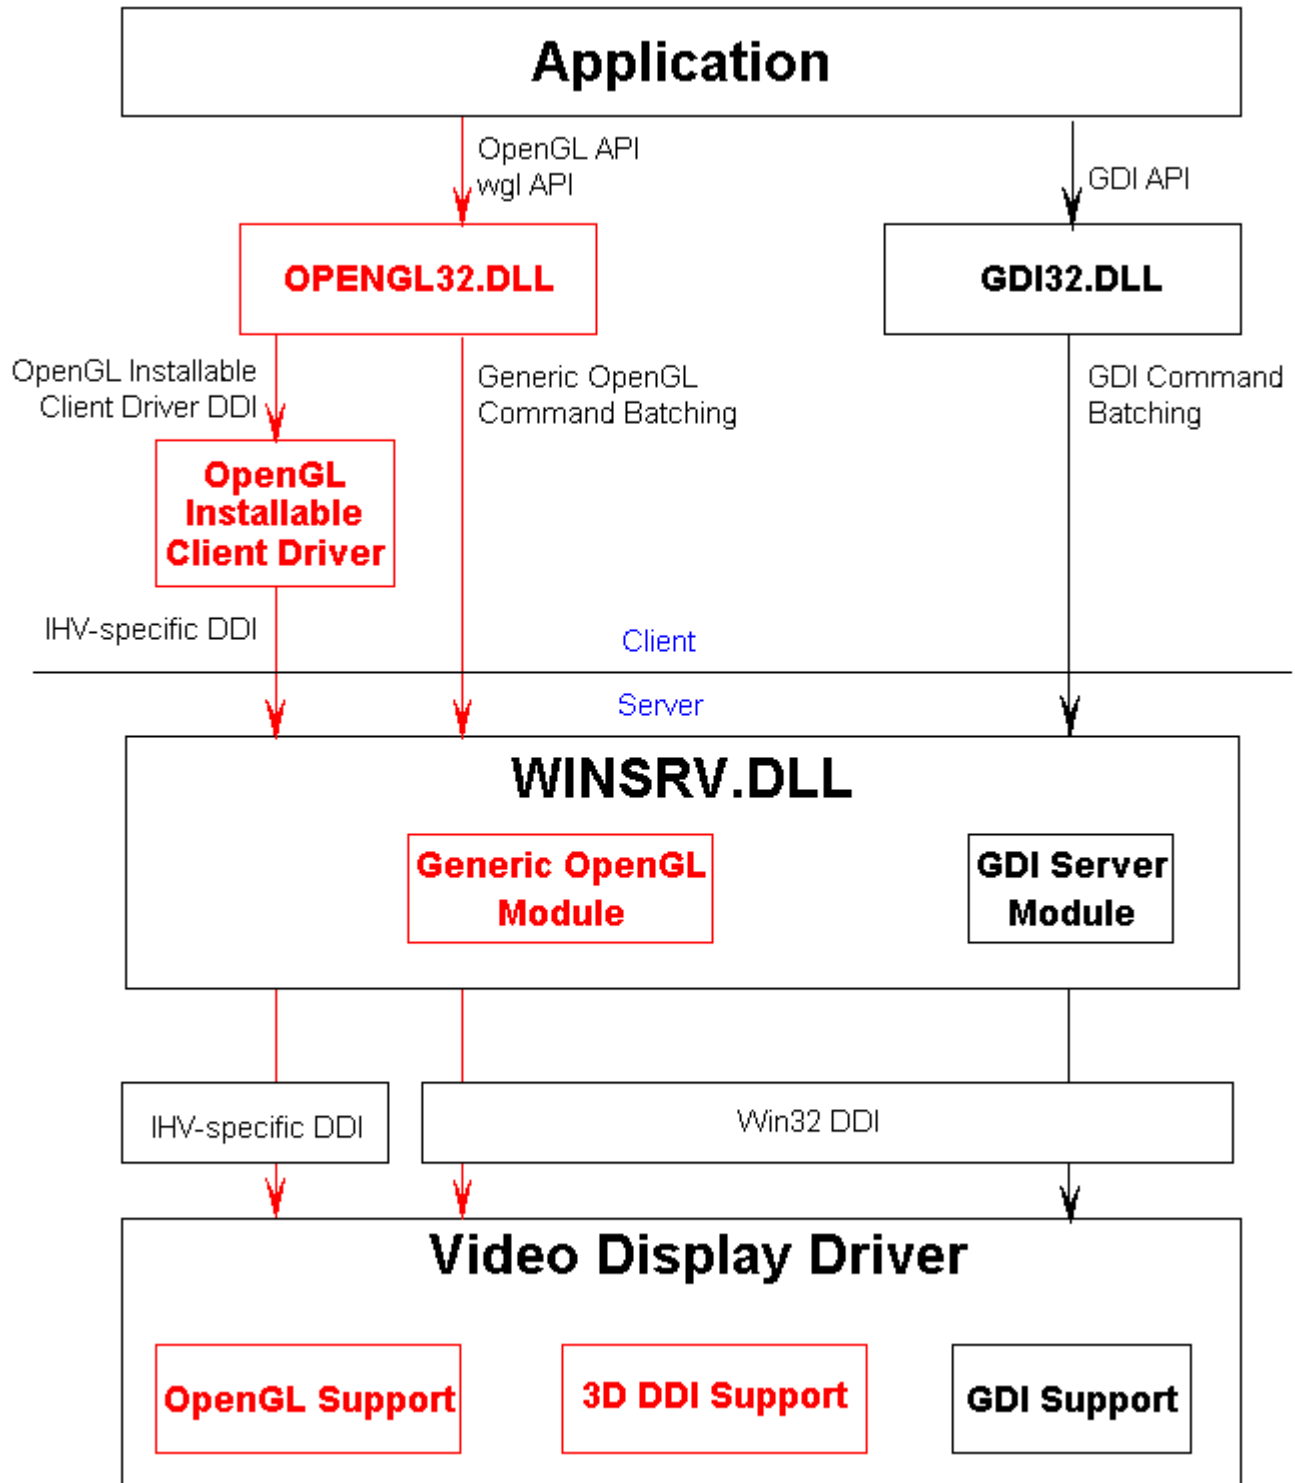 Application
OpenGL API
wgl API
GDI API
OPENGL32.DLL
GDI32.DLL
OpenGL Installable
Client Driver DDI
Generic OpenGL
Command Batching
GDI Command
Batching
OpenGL
Installable
Client Driver
IHV-specific DDI
Client
Server
WINSRV.DLL
Generic OpenGL
Module
GDI Server
Module
IHV-specific DDI
Win32 DDI
Video Display Driver
OpenGL Support
3D DDI Support
GDI Support